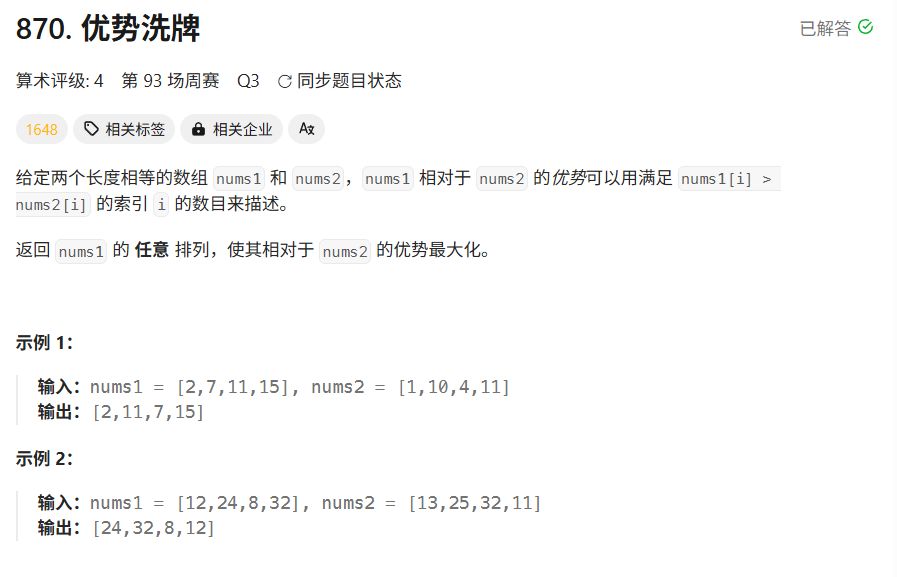 870. 优势洗牌
已解答
算术评级: 4 第 93 场周赛 Q3 同步题目状态
1648 相关标签 相关企业 Aあ
给定两个长度相等的数组 nums1 和 nums2，nums1 相对于 nums2 的优势可以用满足 nums1[i] >
nums2[i] 的索引 i 的数目来描述。
返回 nums1 的 任意 排列，使其相对于 nums2 的优势最大化。
示例 1：
输入：nums1 = [2,7,11,15], nums2 = [1,10,4,11]
输出：[2,11,7,15]
示例 2：
输入：nums1 = [12,24,8,32], nums2 = [13,25,32,11]
输出：[24,32,8,12]